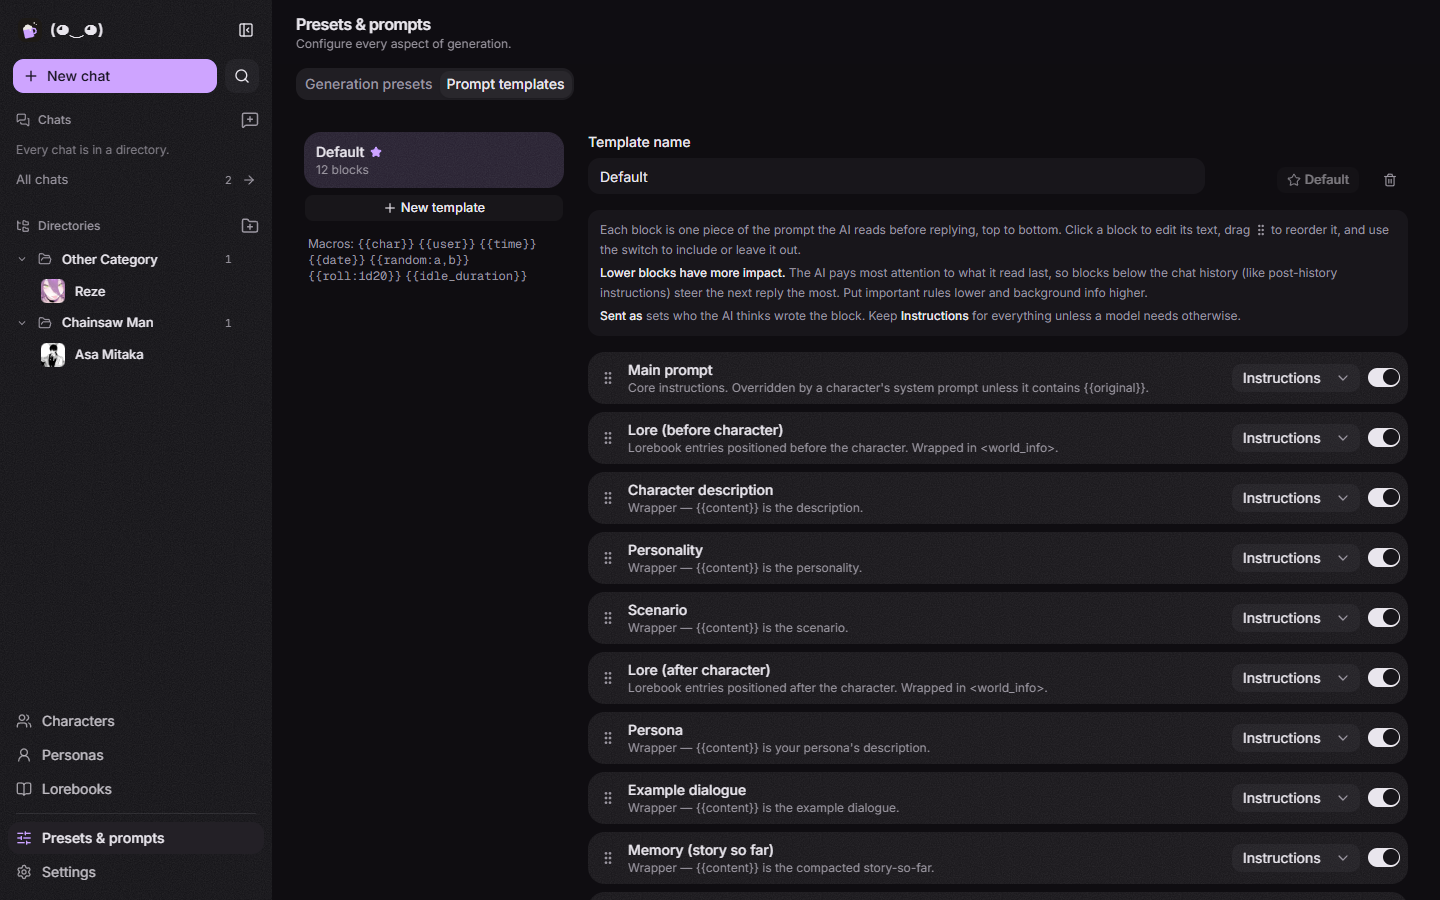 (●‿●)
New chat
Chats
Every chat is in a directory.
All chats 2
Directories
Other Category 1
Reze
Chainsaw Man 1
Asa Mitaka
Characters
Personas
Lorebooks
Presets & prompts
Settings
Presets & prompts
Configure every aspect of generation.
Generation presets Prompt templates
Default
12 blocks
New template
Macros: {{char}} {{user}} {{time}}
{{date}} {{random:a,b}}
{{roll:1d20}} {{idle_duration}}
Template name
Default
Default
Each block is one piece of the prompt the AI reads before replying, top to bottom. Click a block to edit its text, drag to reorder it, and use
the switch to include or leave it out.
Lower blocks have more impact. The AI pays most attention to what it read last, so blocks below the chat history (like post-history
instructions) steer the next reply the most. Put important rules lower and background info higher.
Sent as sets who the AI thinks wrote the block. Keep Instructions for everything unless a model needs otherwise.
Main prompt
Core instructions. Overridden by a character's system prompt unless it contains {{original}}.
Instructions
Lore (before character)
Lorebook entries positioned before the character. Wrapped in <world_info>.
Instructions
Character description
Wrapper — {{content}} is the description.
Instructions
Personality
Wrapper — {{content}} is the personality.
Instructions
Scenario
Wrapper — {{content}} is the scenario.
Instructions
Lore (after character)
Lorebook entries positioned after the character. Wrapped in <world_info>.
Instructions
Persona
Wrapper — {{content}} is your persona's description.
Instructions
Example dialogue
Wrapper — {{content}} is the example dialogue.
Instructions
Memory (story so far)
Wrapper — {{content}} is the compacted story-so-far.
Instructions